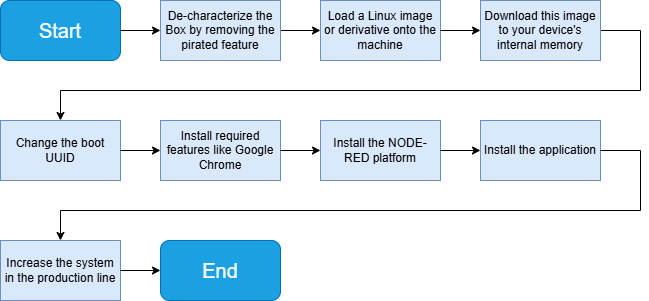 Start
De-characterize the
Box by removing the
pirated feature
Load a Linux image
or derivative onto the
machine
Download this image
to your device's
internal memory
Change the boot
UUID
Install required
features like Google
Chrome
Install the NODE-
RED platform
Install the application
Increase the system
in the production line
End